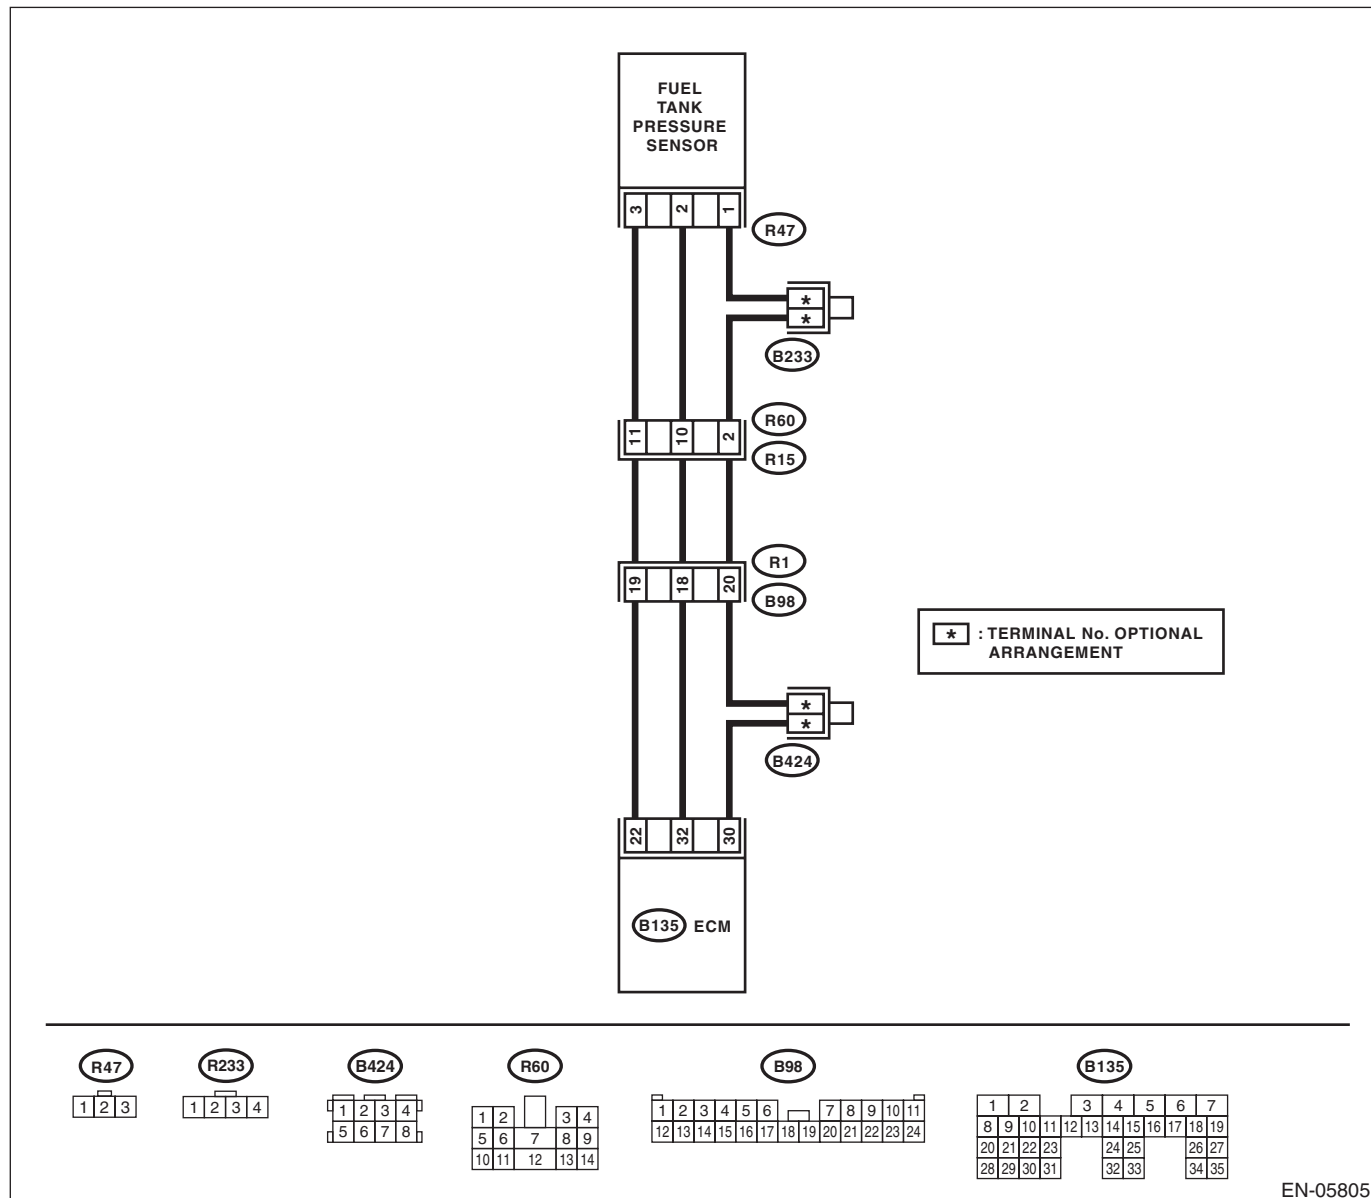 FUEL
TANK
PRESSURE
SENSOR
3 2 1
R47
*
*
B233
R60
11 10 2
R15
R1
19 18 20
B98
* : TERMINAL No. OPTIONAL
ARRANGEMENT
*
*
B424
22 32 30
B135 ECM
R47
1 2 3
R233
1 2 3 4
B424
1 2 3 4
5 6 7 8
R60
1 2 3 4
5 6 7 8 9
10 11 12 13 14
B98
1 2 3 4 5 6 7 8 9 10 11
12 13 14 15 16 17 18 19 20 21 22 23 24
B135
1 2 3 4 5 6 7
8 9 10 11 12 13 14 15 16 17 18 19
20 21 22 23 24 25 26 27
28 29 30 31 32 33 34 35
EN-05805